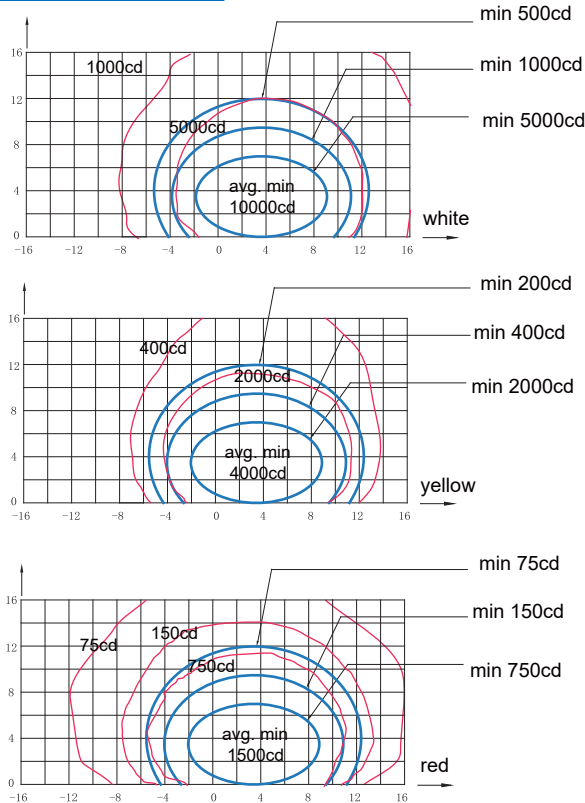 min 500cd
16
1000cd
min 1000cd
12
5000cd
min 5000cd
8
avg. min
10000cd
4
white
0
-16 -12 -8 -4 0 4 8 12 16
min 200cd
16
400cd
min 400cd
12
2000cd
min 2000cd
8
avg. min
4000cd
4
yellow
0
-16 -12 -8 -4 0 4 8 12 16
min 75cd
16
150cd
min 150cd
75cd
12
750cd
min 750cd
8
avg. min
1500cd
4
red
0
-16 -12 -8 -4 0 4 8 12 16